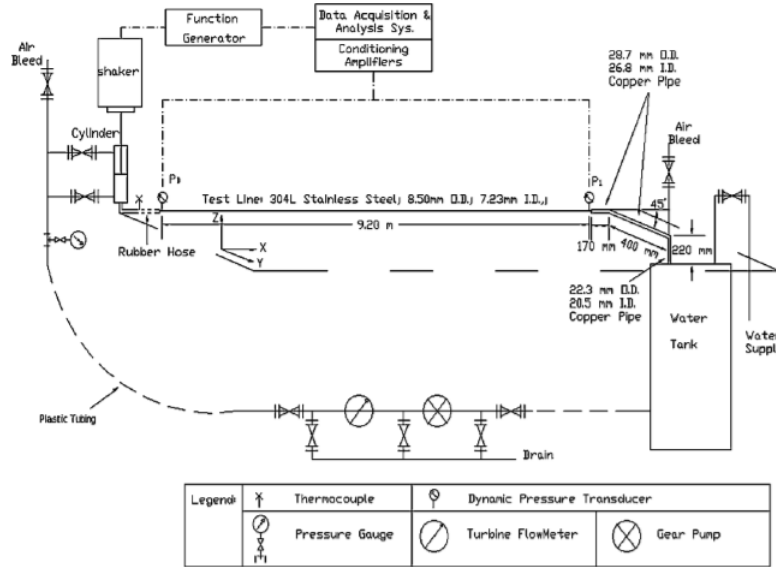 Function
Generator
Data Acquisition &
Analysis Sys.
Conditioning
Amplifiers
Air
Bleed
shaker
Cylinder
28.7 mm O.D.
26.8 mm I.D.
Copper Pipe
Air
Bleed
P
P
Test Line: 304L Stainless Steel; 8.50mm O.D.; 7.23mm I.D.;
Z
9.20 m
45°
Rubber Hose
X
Y
170 mm
400 mm
220 mm
22.3 mm O.D.
20.5 mm I.D.
Copper Pipe
Water
Tank
Water
Suppl
Plastic Tubing
Drain
Legend:
Thermocouple
Dynamic Pressure Transducer
Pressure Gauge
Turbine FlowMeter
Gear Pump